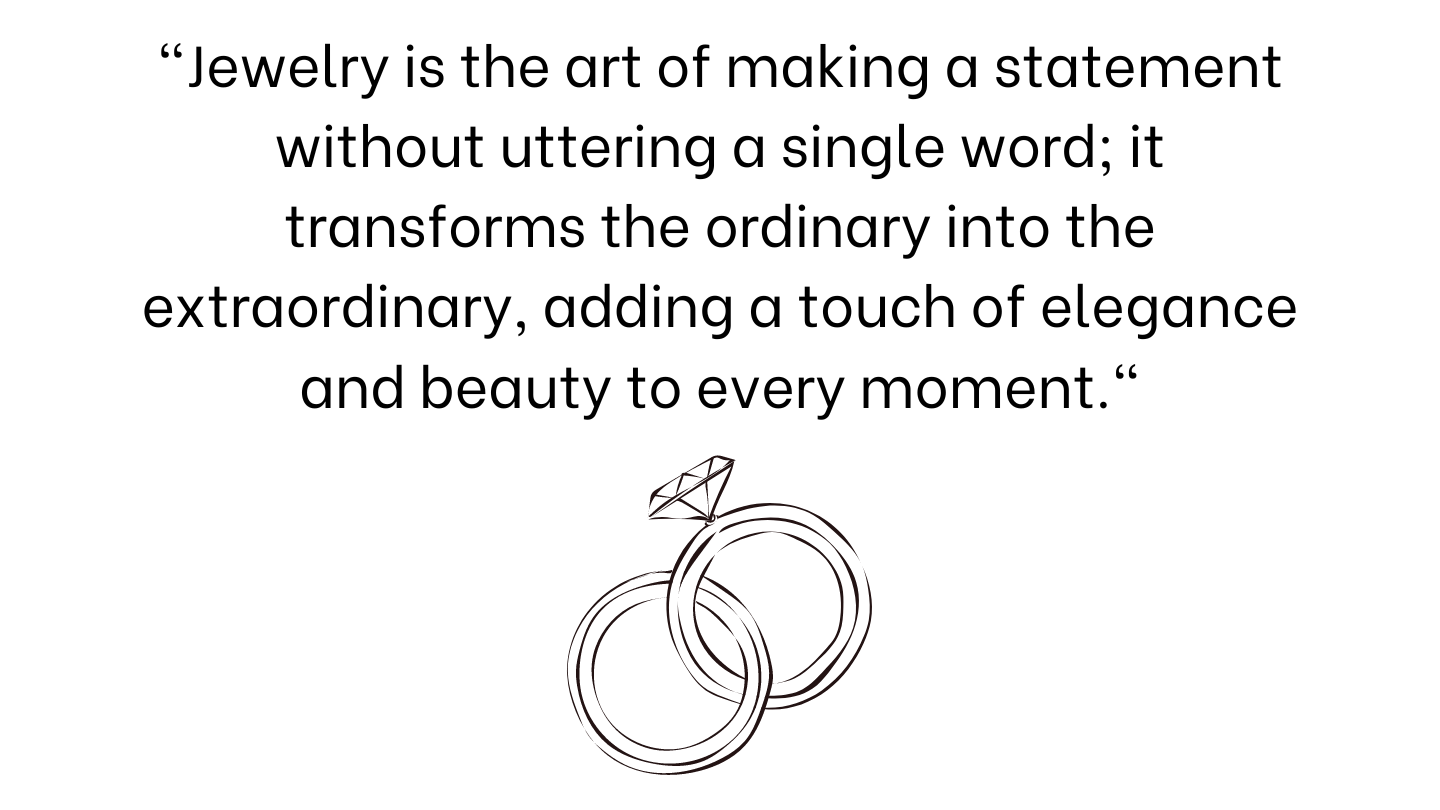 “Jewelry is the art of making a statement
without uttering a single word; it
transforms the ordinary into the
extraordinary, adding a touch of elegance
and beauty to every moment.“